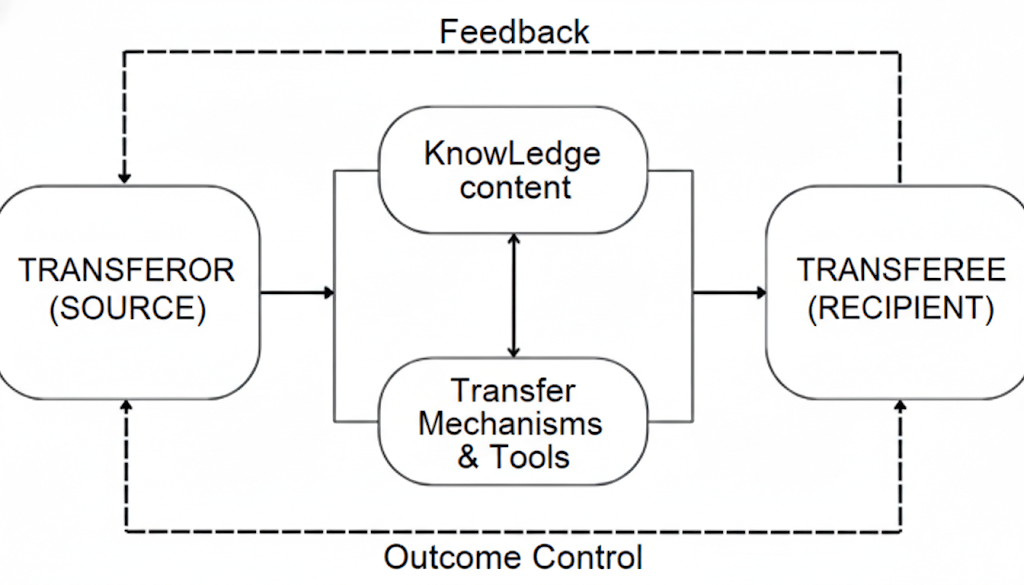 Feedback
KnowLedge
content
TRANSFEROR
(SOURCE)
TRANSFEREE
(RECIPIENT)
Transfer
Mechanisms
& Tools
Outcome Control